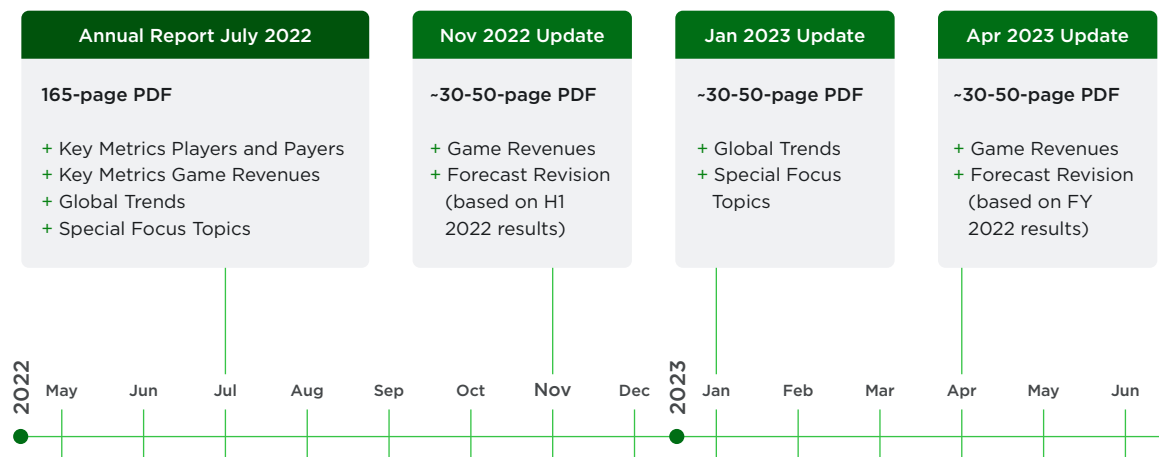 Annual Report July 2022
165-page PDF
+ Key Metrics Players and Payers
+ Key Metrics Game Revenues
+ Global Trends
+ Special Focus Topics
Nov 2022 Update
~30-50-page PDF
+ Game Revenues
+ Forecast Revision
(based on H1
2022 results)
Jan 2023 Update
~30-50-page PDF
+ Global Trends
+ Special Focus
Topics
Apr 2023 Update
~30-50-page PDF
+ Game Revenues
+ Forecast Revision
(based on FY
2022 results)
2022
May
Jun
Jul
Aug
Sep
Oct
Nov
Dec
2023
Jan
Feb
Mar
Apr
May
Jun